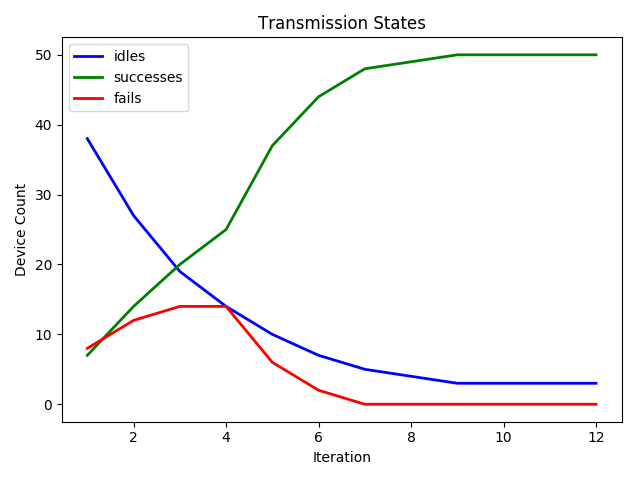 Transmission States
idles
successes
fails
Device Count
50
40
30
20
10
0
2 4 6 8 10 12
Iteration